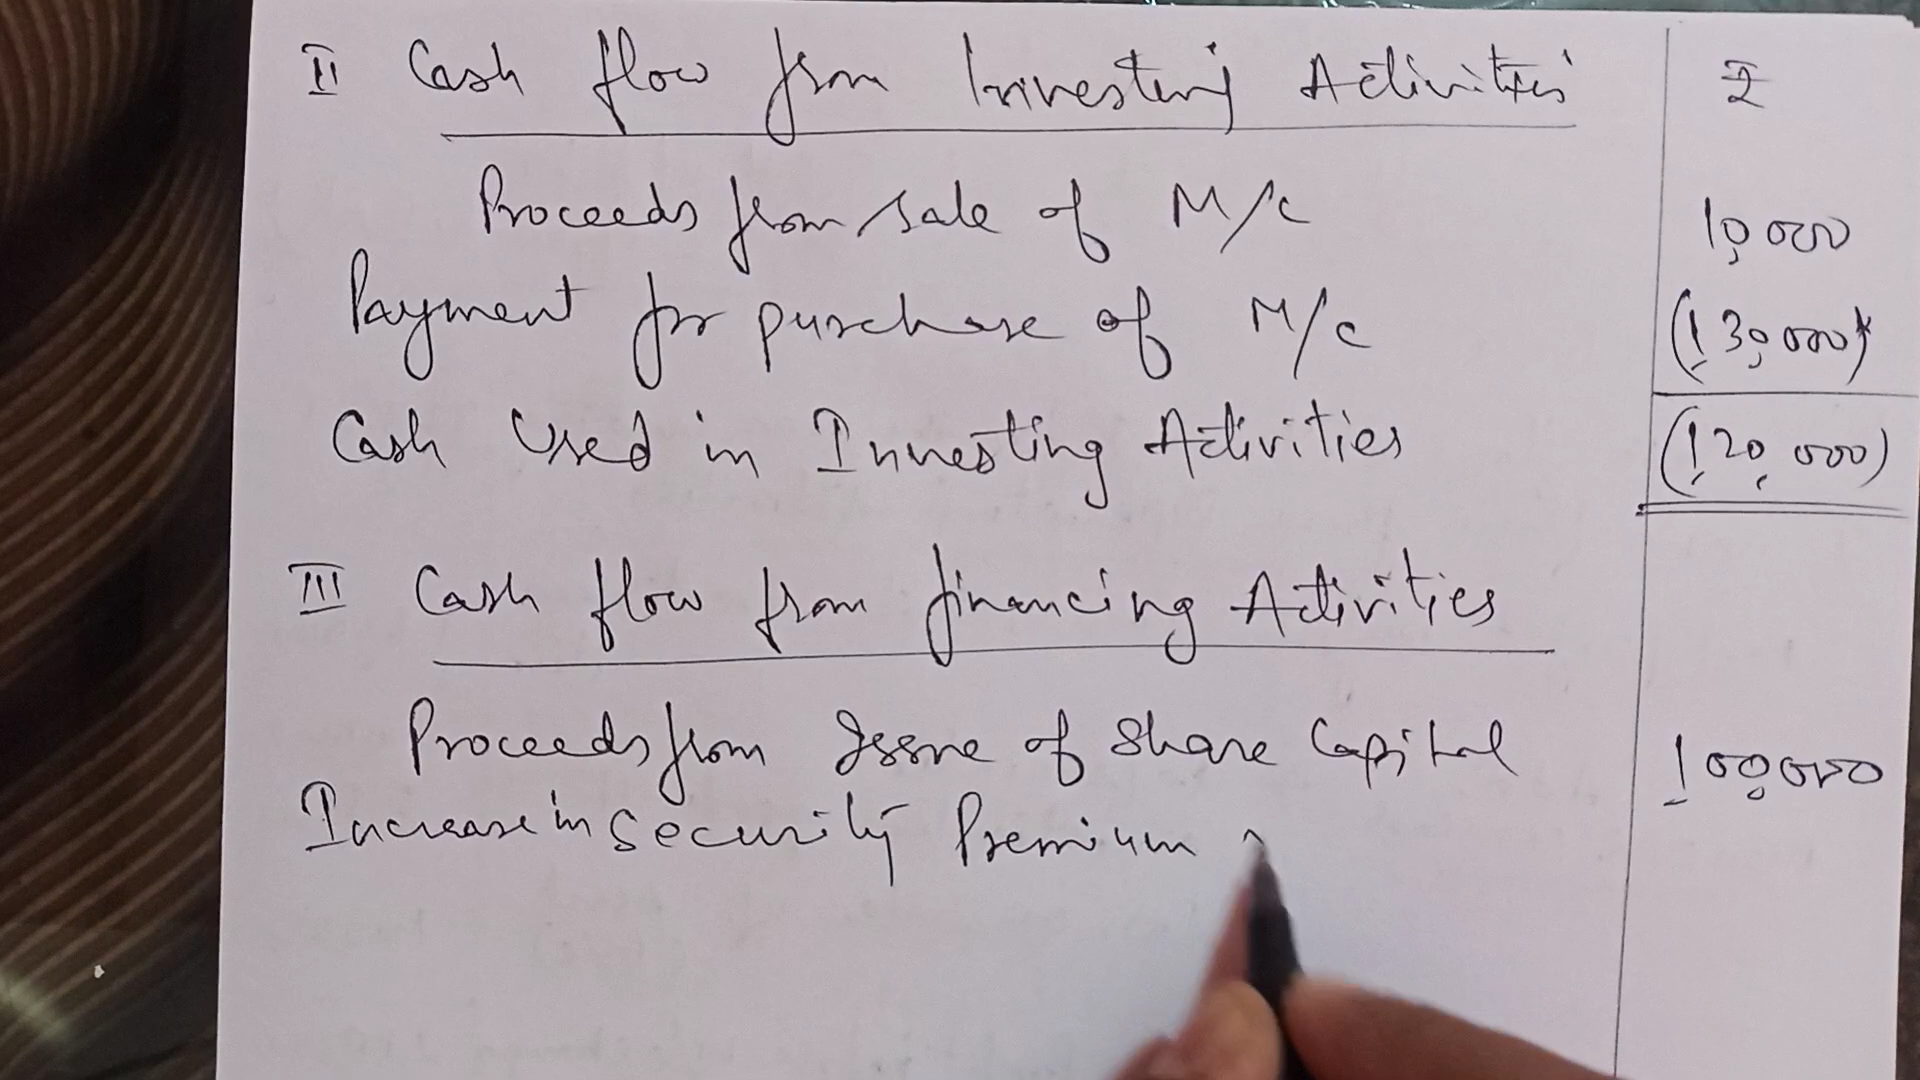 II Cash flow from Investing Activities ₹
Proceeds from sale of M/c 10,000
Payment for purchase of M/c (1,30,000)*
Cash Used in Investing Activities (1,20,000)
III Cash flow from financing Activities
Proceeds from Issue of Share Capital 1,00,000
Increase in Security Premium